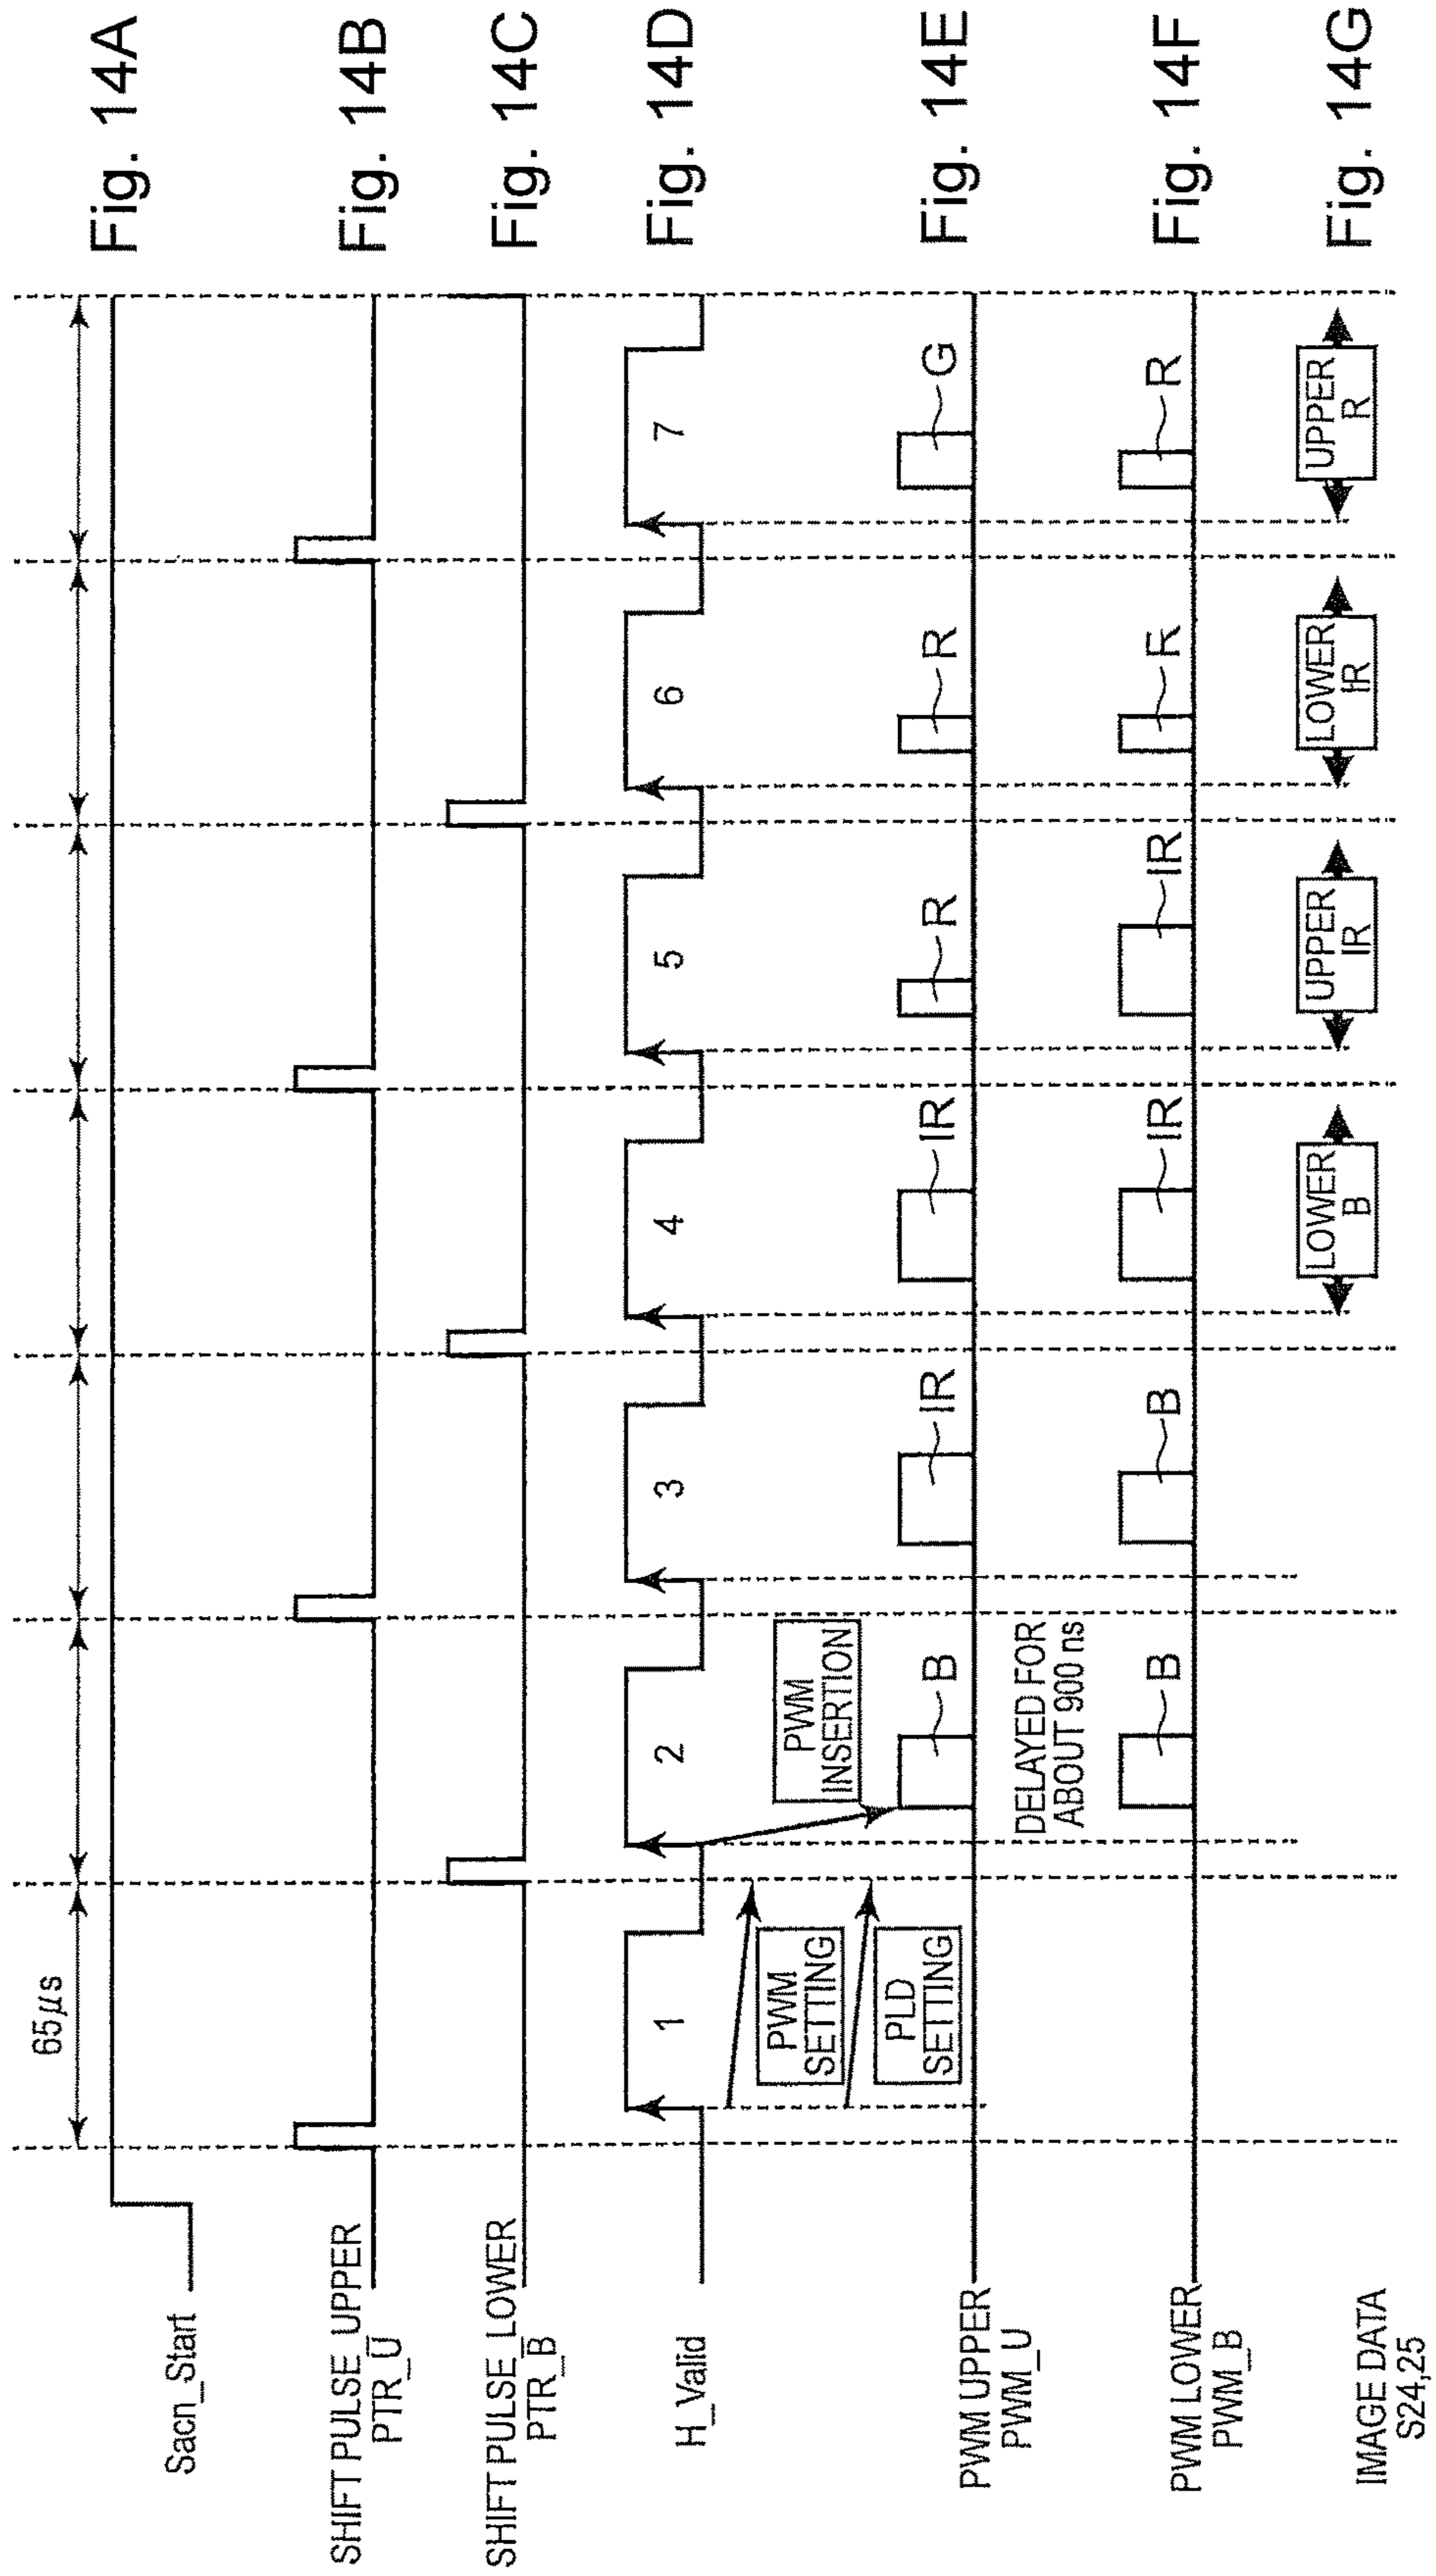 65μs
Sacn_Start
Fig. 14A
SHIFT PULSE_UPPER
PTR_U
Fig. 14B
SHIFT PULSE_LOWER
PTR_B
Fig. 14C
H_Valid
1
2
3
4
5
6
7
Fig. 14D
PWM
SETTING
PLD
SETTING
PWM
INSERTION
PWM UPPER
PWM_U
B
IR
IR
R
R
G
Fig. 14E
DELAYED FOR
ABOUT 900 ns
PWM LOWER
PWM_B
B
B
IR
IR
R
R
Fig. 14F
IMAGE DATA
S24,25
LOWER
B
UPPER
IR
LOWER
IR
UPPER
R
Fig. 14G